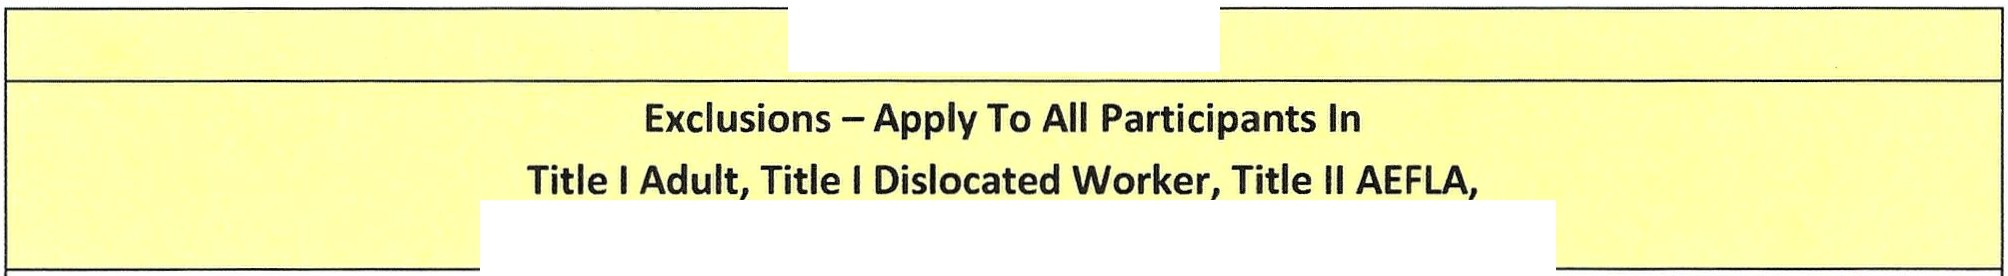 Exclusions – Apply To All Participants In
Title I Adult, Title I Dislocated Worker, Title II AEFLA,